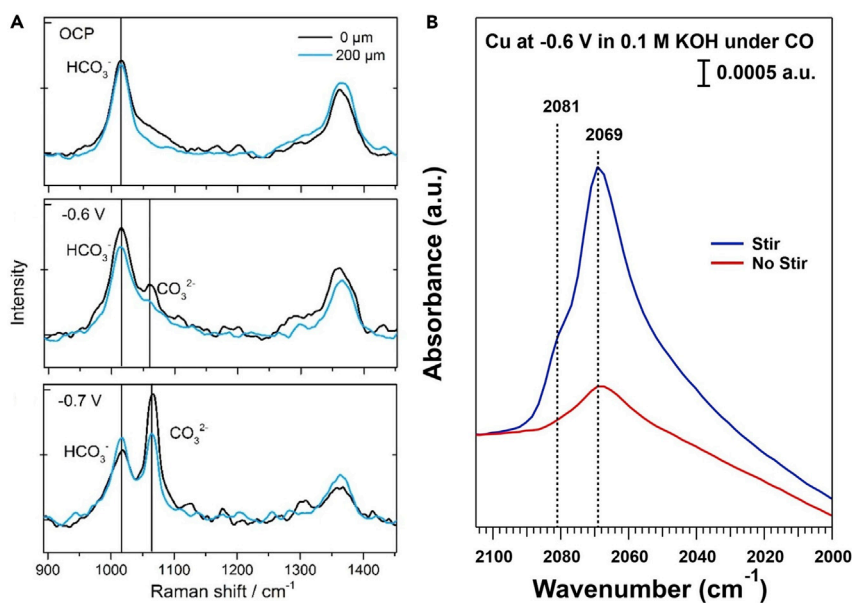 A
OCP
0 μm
200 μm
HCO₃⁻
-0.6 V
HCO₃⁻
CO₃²⁻
-0.7 V
HCO₃⁻
CO₃²⁻
Intensity
900 1000 1100 1200 1300 1400
Raman shift / cm⁻¹
B
Cu at -0.6 V in 0.1 M KOH under CO
0.0005 a.u.
2081
2069
Stir
No Stir
Absorbance (a.u.)
2100 2080 2060 2040 2020 2000
Wavenumber (cm⁻¹)